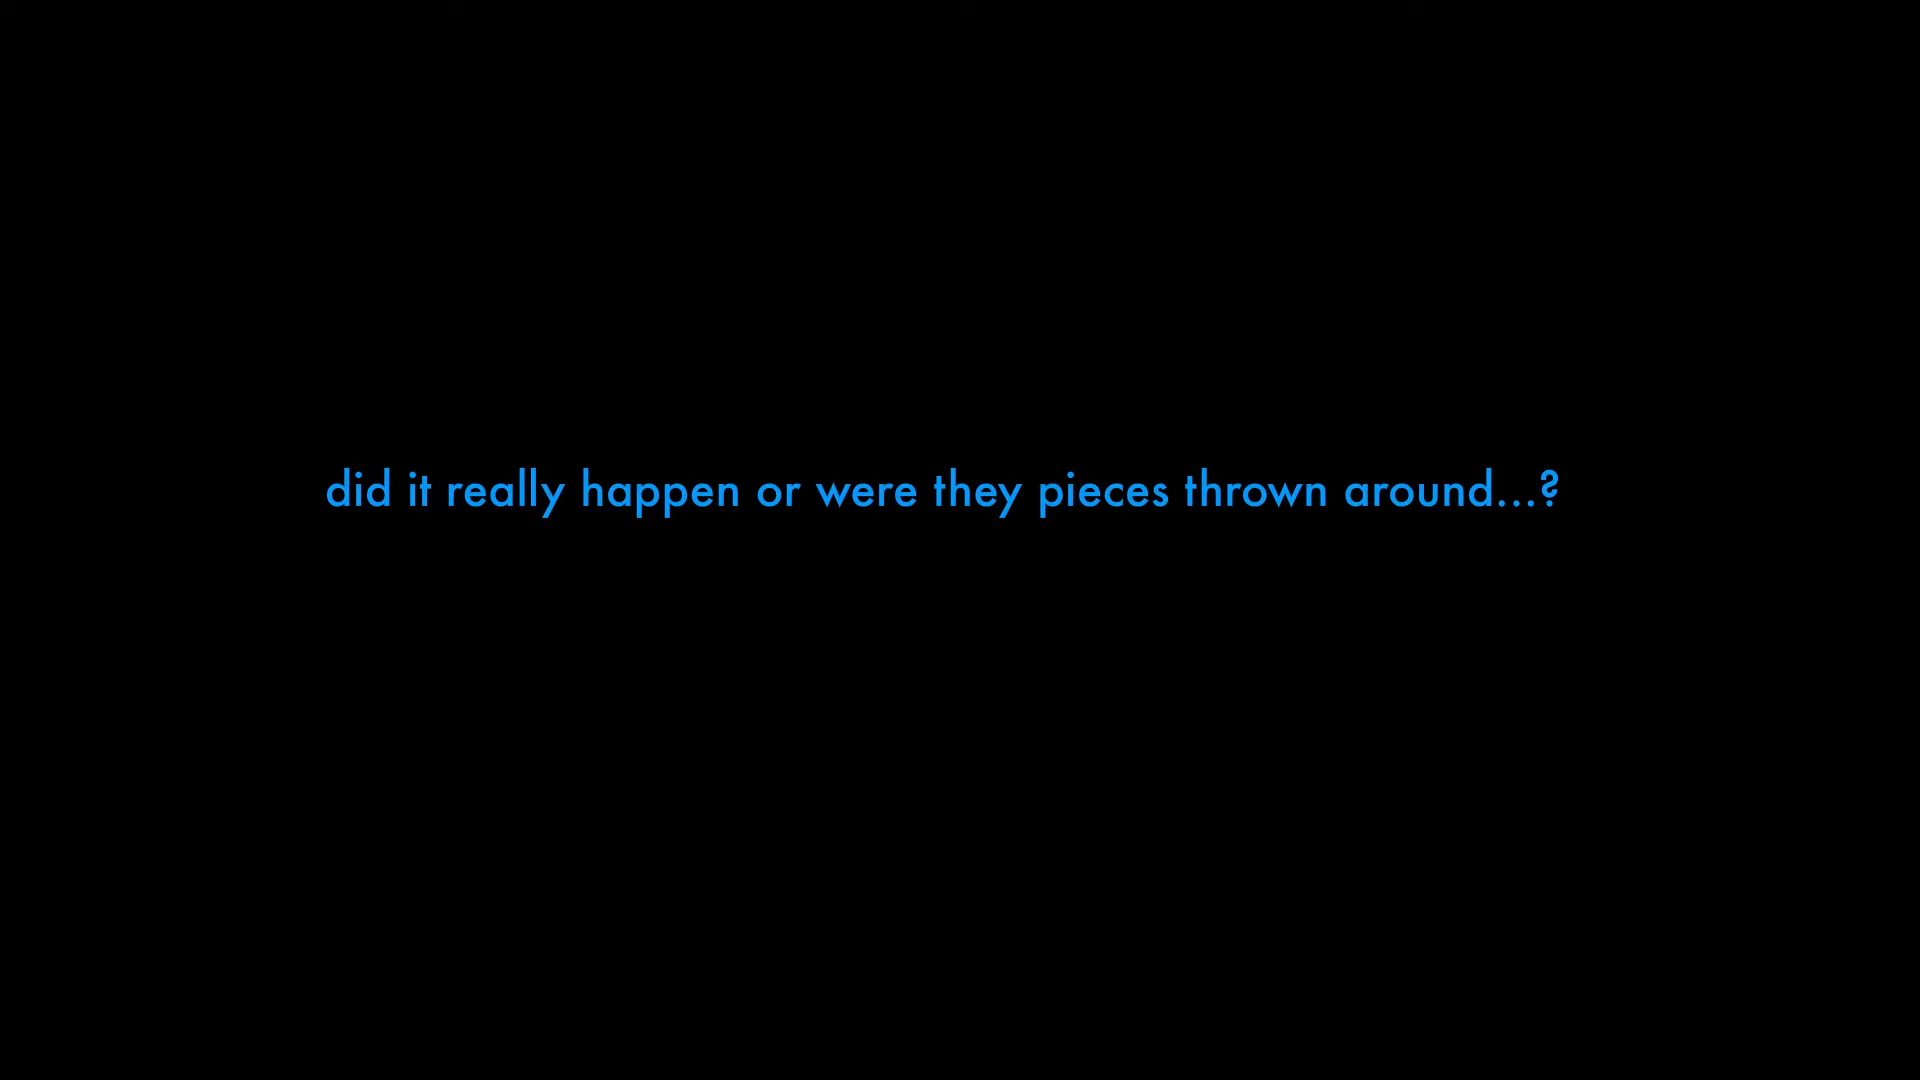 did it really happen or were they pieces thrown around...?